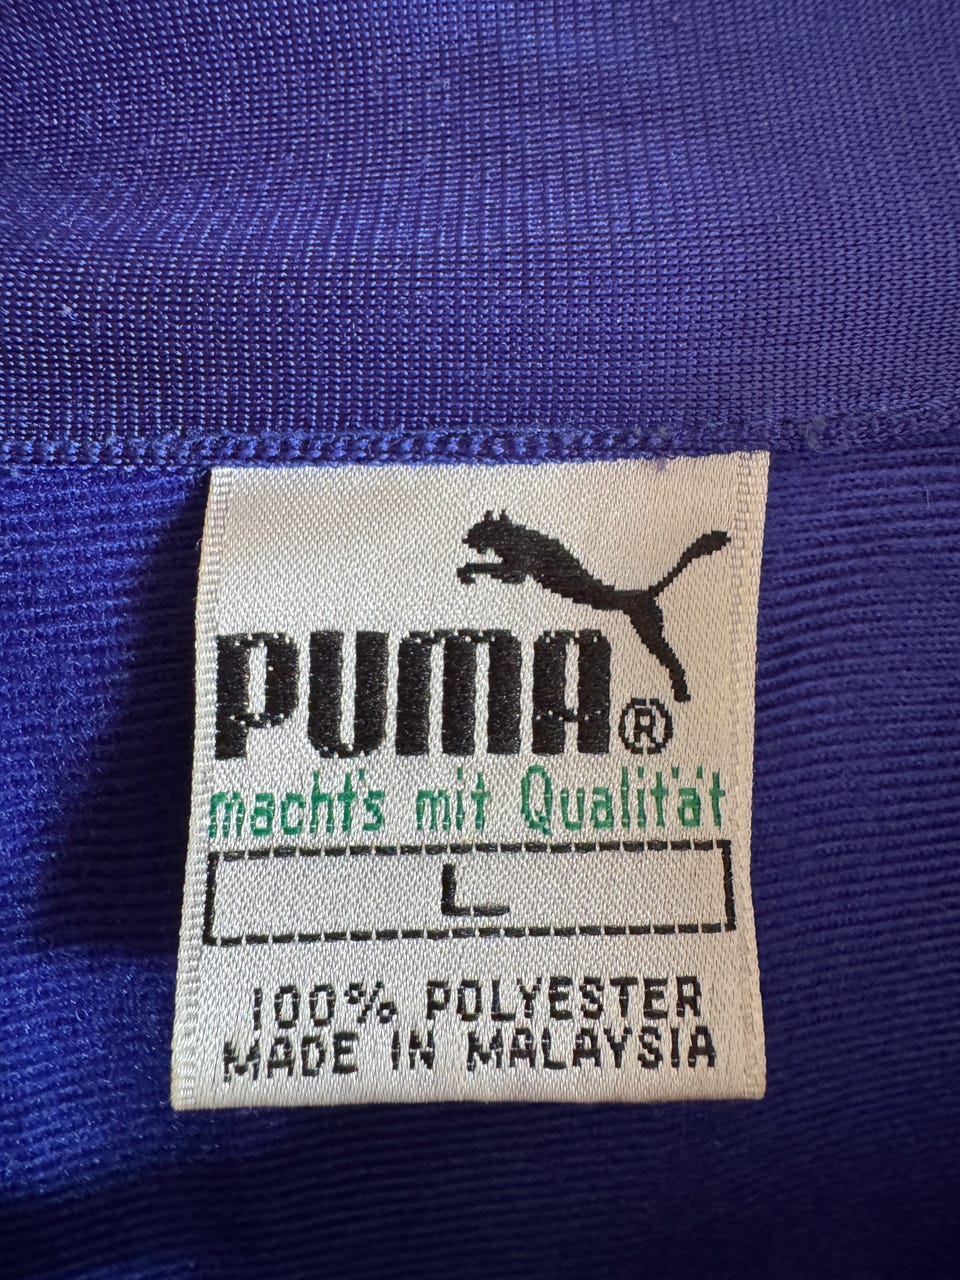 PUMA®
macht's mit Qualität
L
100% POLYESTER
MADE IN MALAYSIA